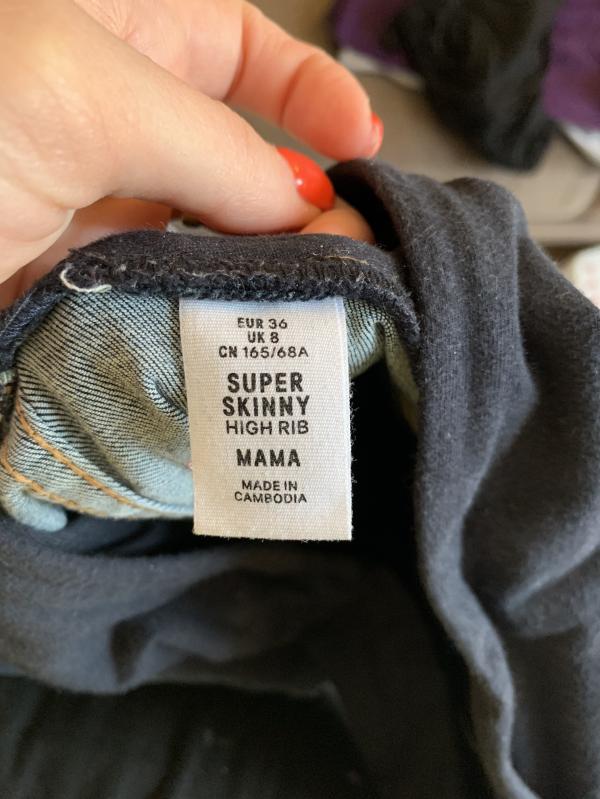 EUR 36
UK 8
CN 165/68A
SUPER
SKINNY
HIGH RIB
MAMA
MADE IN
CAMBODIA